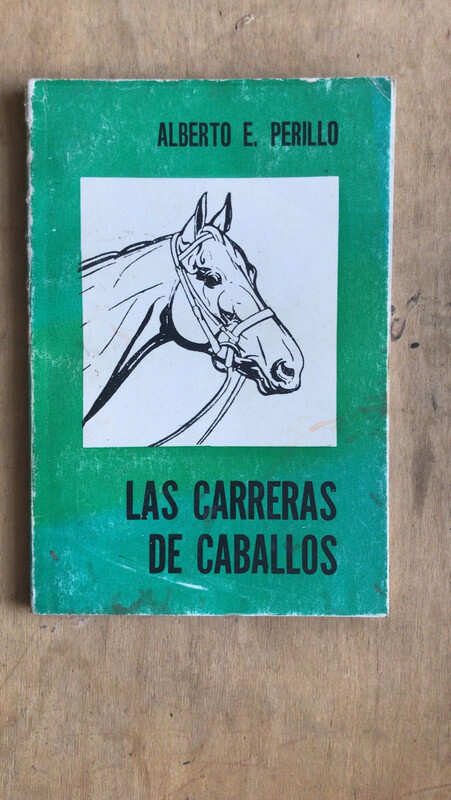 ALBERTO E. PERILLO
LAS CARRERAS
DE CABALLOS